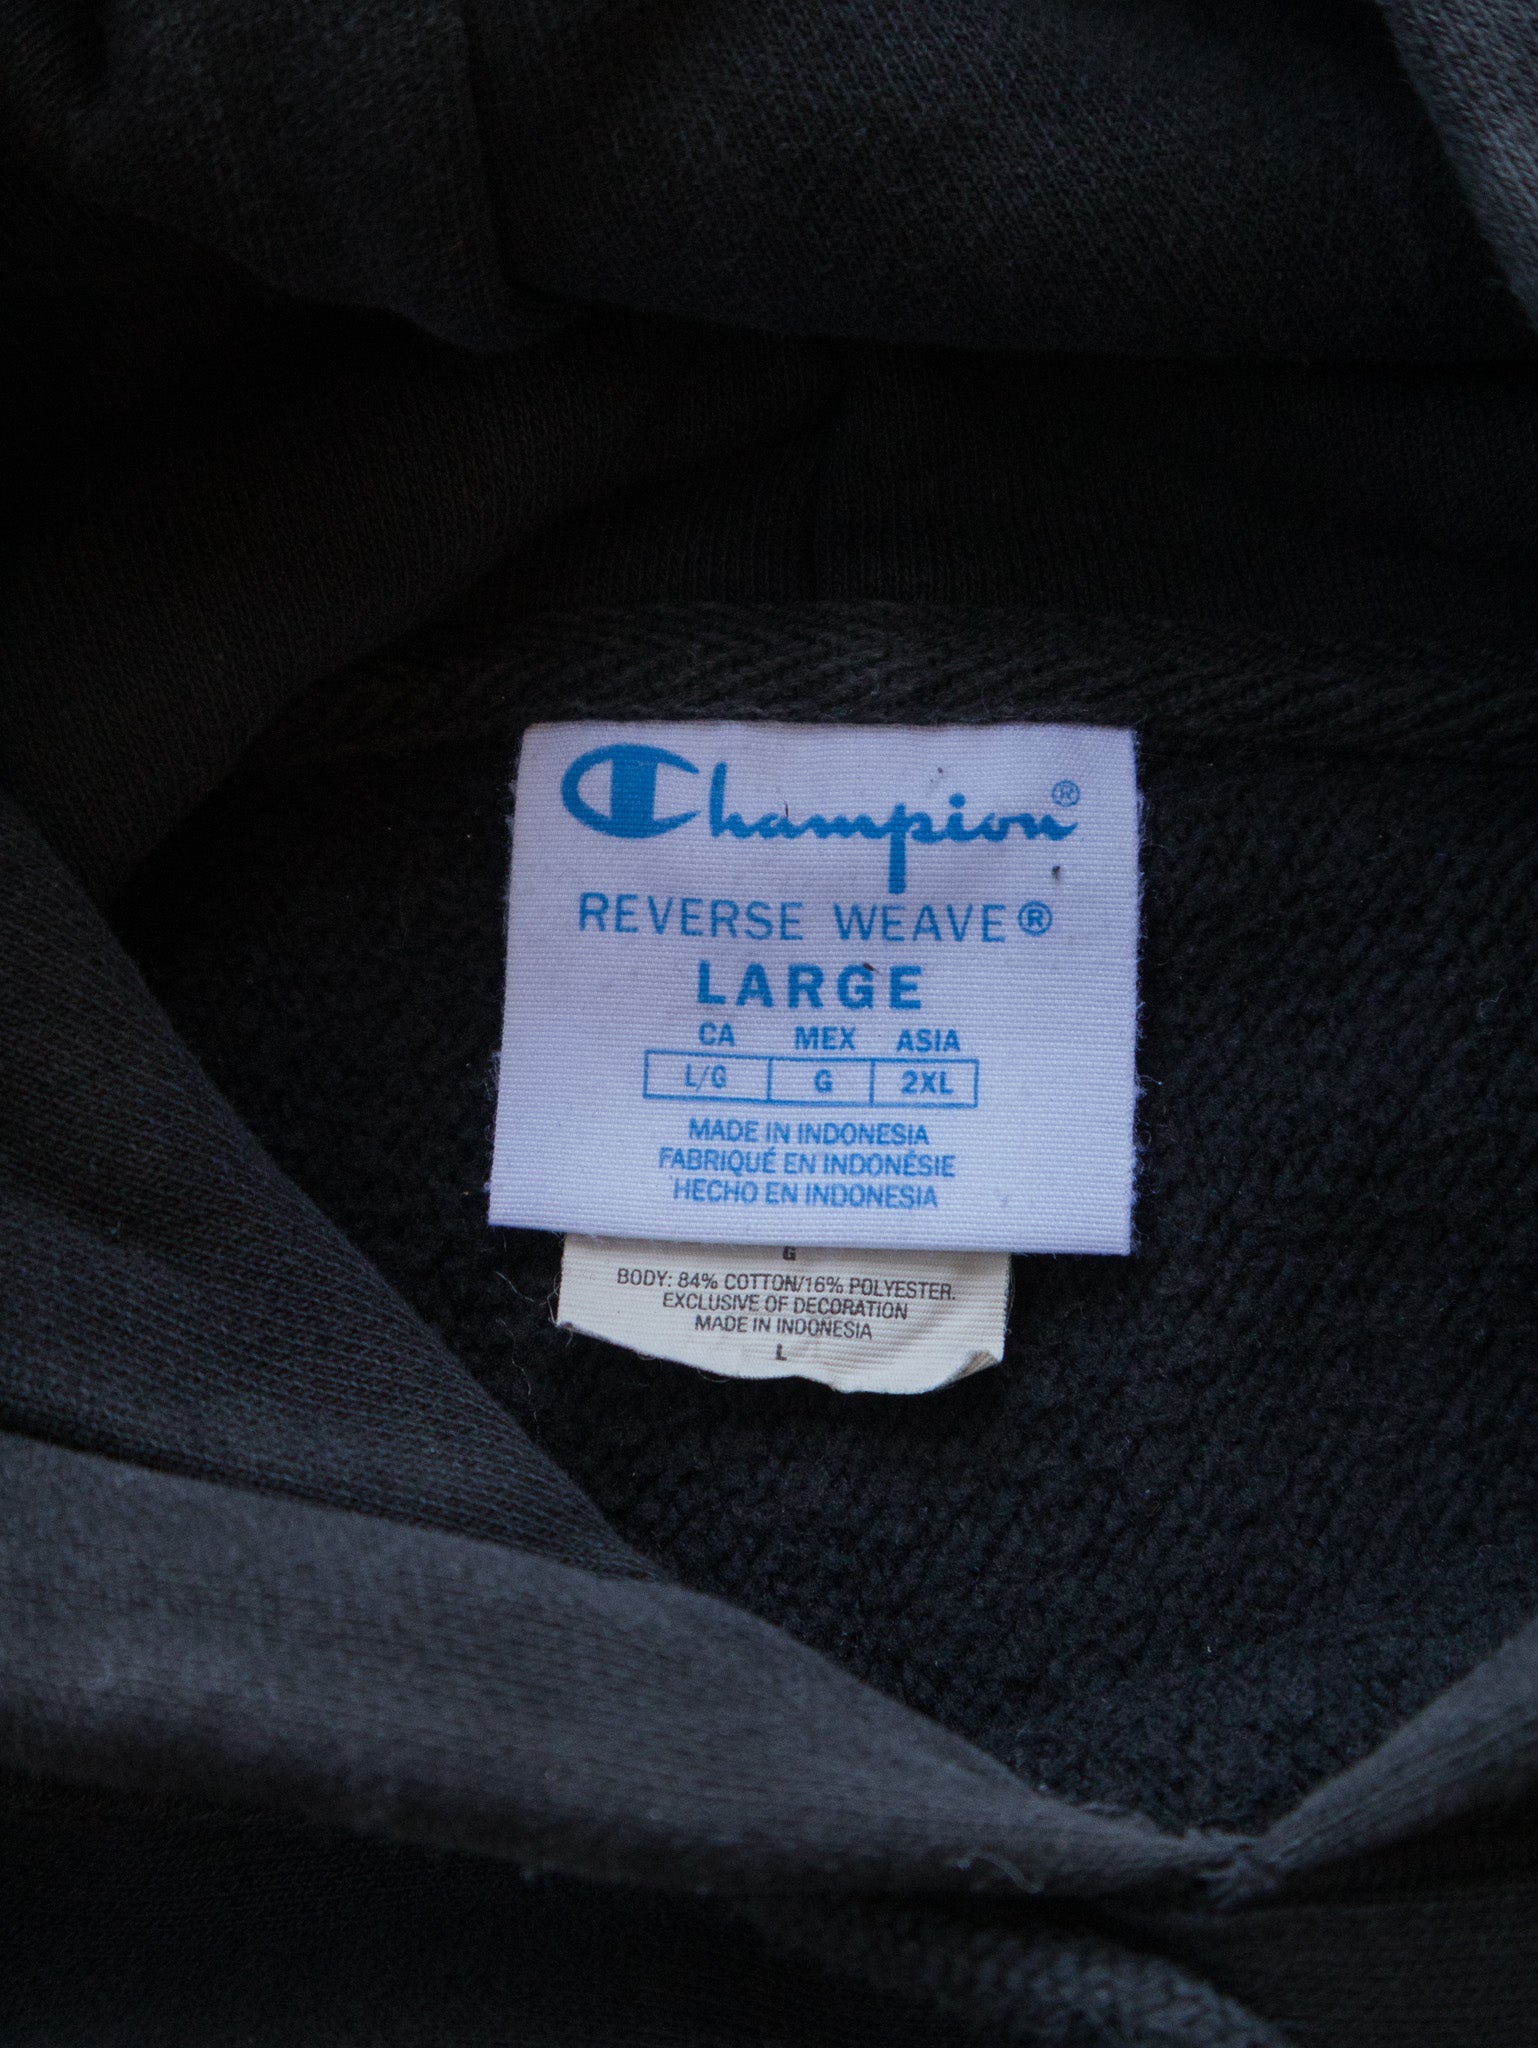 Champion®
REVERSE WEAVE®
LARGE
CA MEX ASIA
L/G G 2XL
MADE IN INDONESIA
FABRIQUÉ EN INDONÉSIE
HECHO EN INDONESIA
G
BODY: 84% COTTON/16% POLYESTER.
EXCLUSIVE OF DECORATION
MADE IN INDONESIA
L